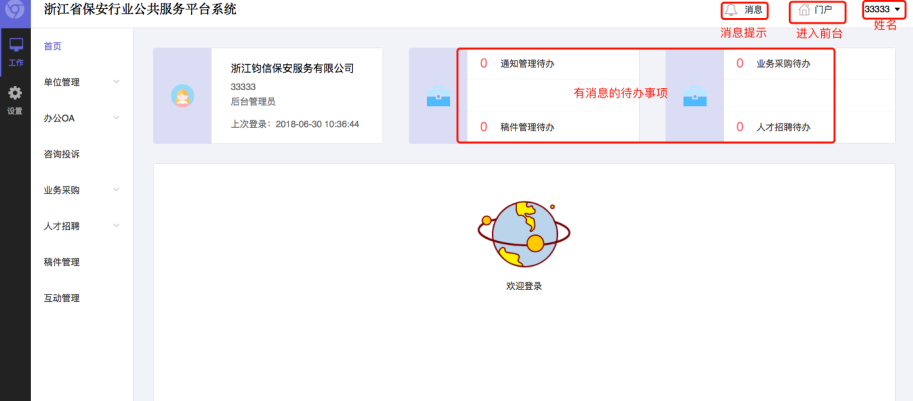 浙江省保安行业公共服务平台系统
消息
门户
33333
消息提示
进入前台
姓名
工作
设置
首页
单位管理
办公OA
咨询投诉
业务采购
人才招聘
稿件管理
互动管理
浙江钧信保安服务有限公司
33333
后台管理员
上次登录：2018-06-30 10:36:44
0 通知管理待办
0 业务采购待办
有消息的待办事项
0 稿件管理待办
0 人才招聘待办
欢迎登录